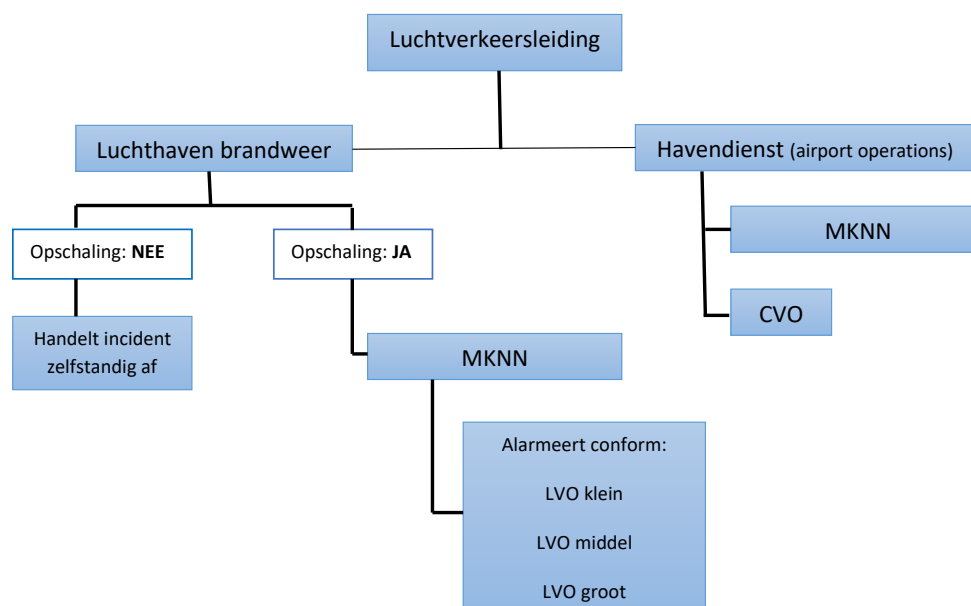 Luchtverkeersleiding
Luchthaven brandweer
Havendienst (airport operations)
Opschaling: NEE
Opschaling: JA
MKNN
CVO
Handelt incident
zelfstandig af
MKNN
Alarmeert conform:
LVO klein
LVO middel
LVO groot